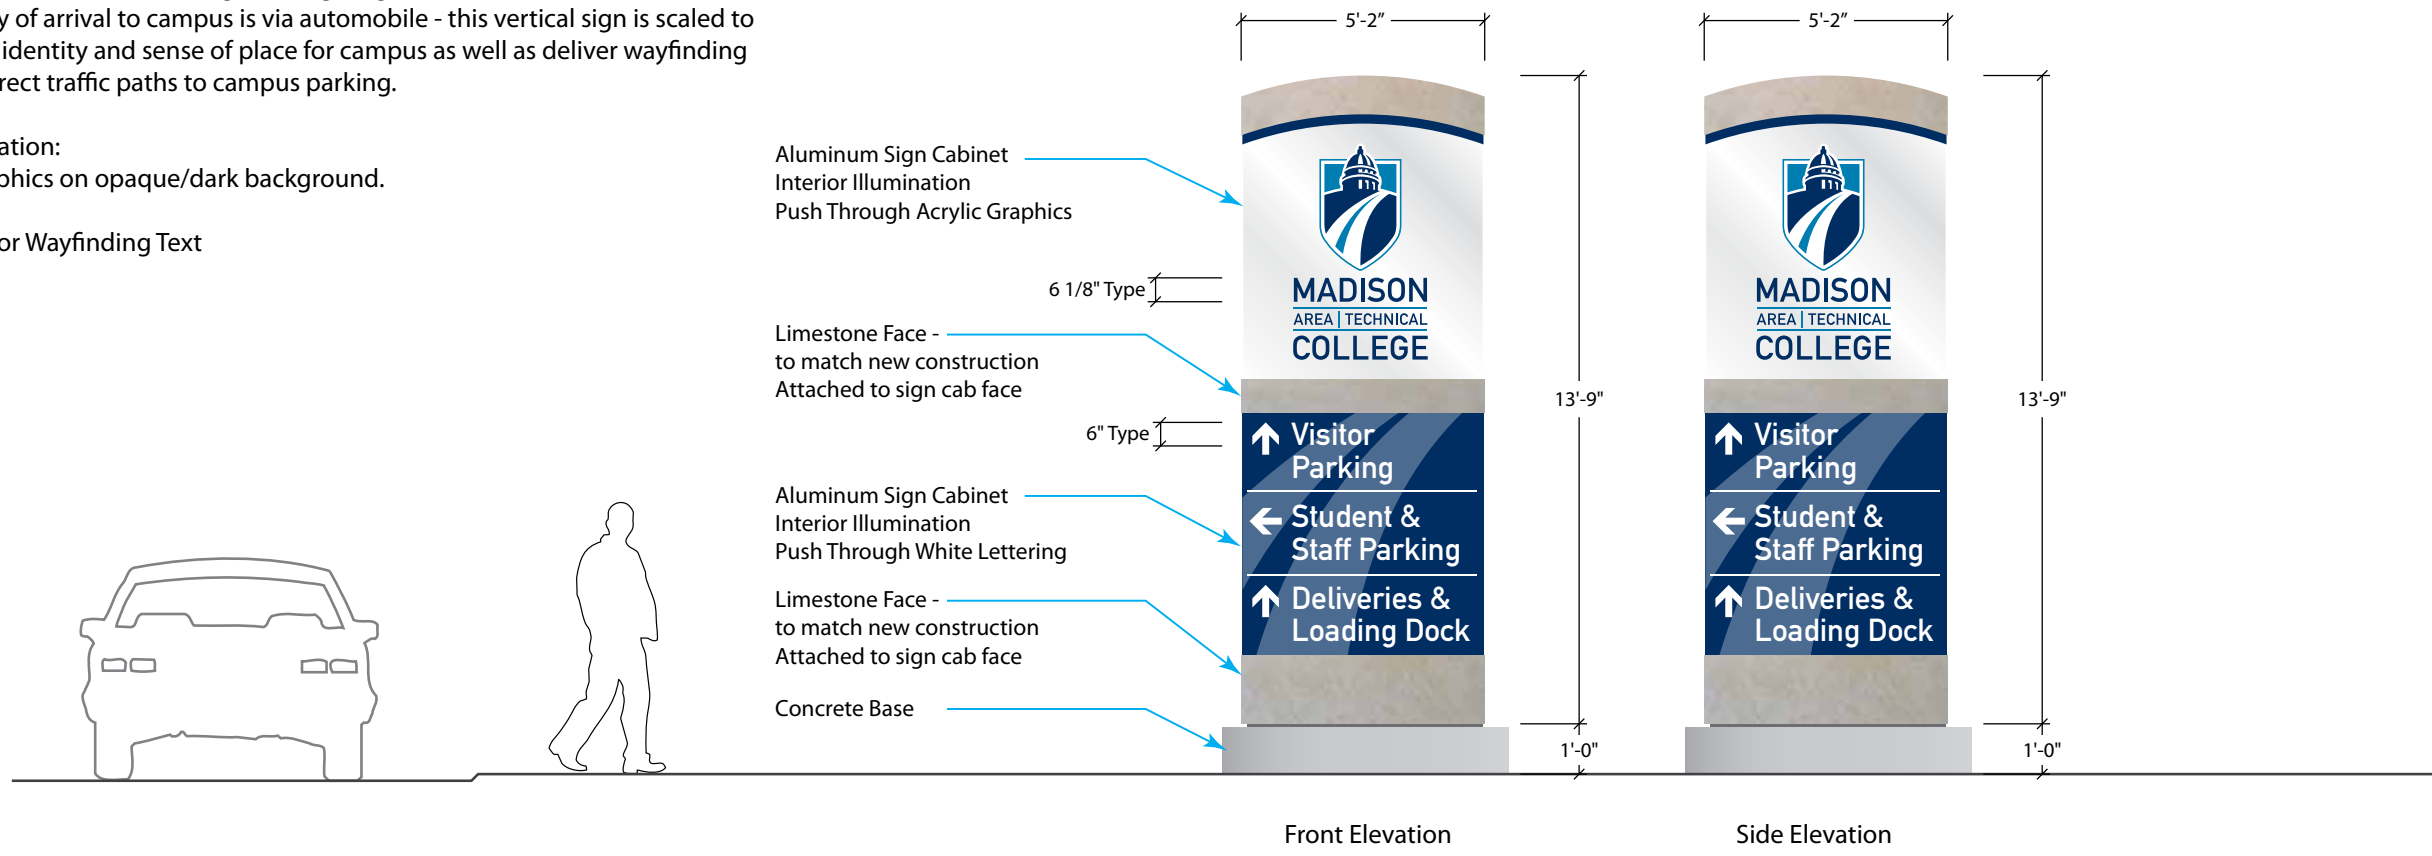 y of arrival to campus is via automobile - this vertical sign is scaled to
identity and sense of place for campus as well as deliver wayfinding
rect traffic paths to campus parking.
ation:
phics on opaque/dark background.
or Wayfinding Text
Aluminum Sign Cabinet
Interior Illumination
Push Through Acrylic Graphics
6 1/8" Type
Limestone Face -
to match new construction
Attached to sign cab face
6" Type
Aluminum Sign Cabinet
Interior Illumination
Push Through White Lettering
Limestone Face -
to match new construction
Attached to sign cab face
Concrete Base
5'-2"
MADISON
AREA | TECHNICAL
COLLEGE
Visitor
Parking
Student &
Staff Parking
Deliveries &
Loading Dock
13'-9"
1'-0"
Front Elevation
5'-2"
MADISON
AREA | TECHNICAL
COLLEGE
Visitor
Parking
Student &
Staff Parking
Deliveries &
Loading Dock
13'-9"
1'-0"
Side Elevation